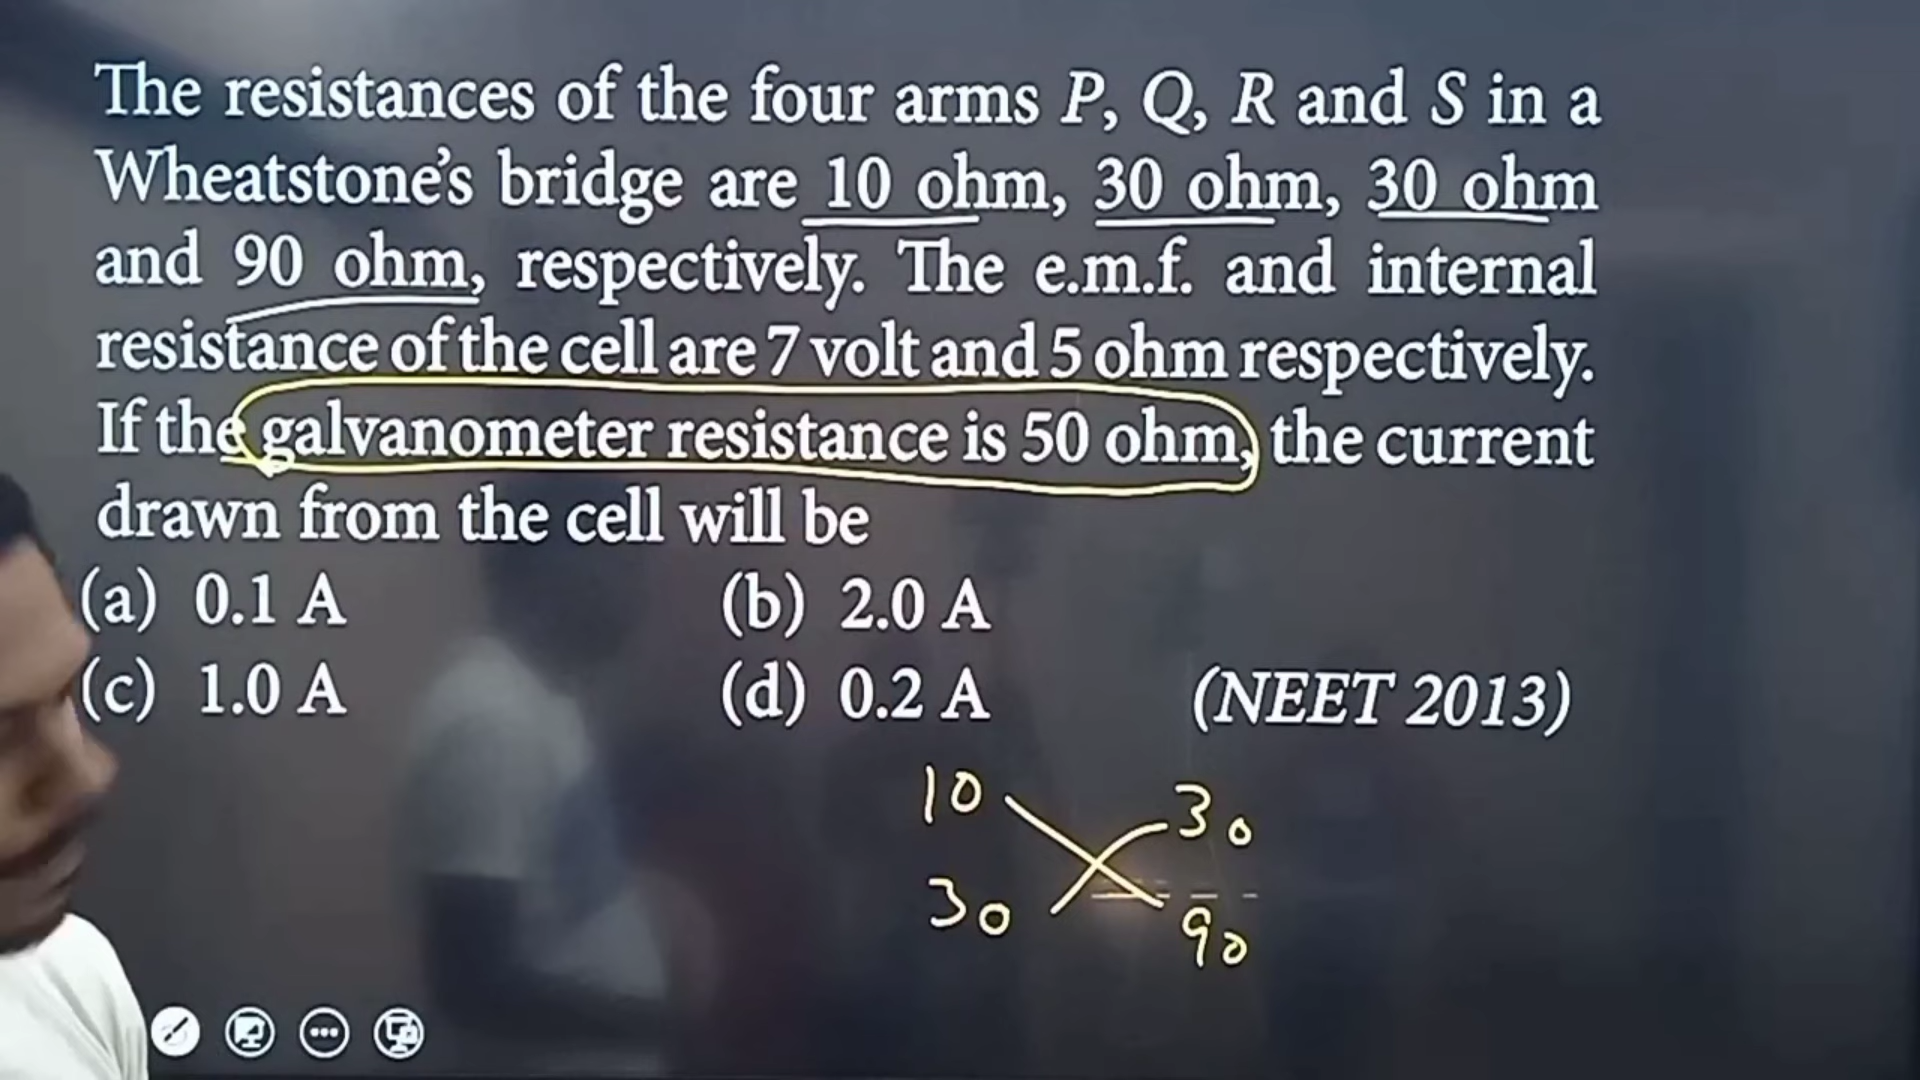 The resistances of the four arms P, Q, R and S in a
Wheatstone's bridge are 10 ohm, 30 ohm, 30 ohm
and 90 ohm, respectively. The e.m.f. and internal
resistance of the cell are 7 volt and 5 ohm respectively.
If the galvanometer resistance is 50 ohm, the current
drawn from the cell will be
(a) 0.1 A (b) 2.0 A
(c) 1.0 A (d) 0.2 A (NEET 2013)
10 30
30 90